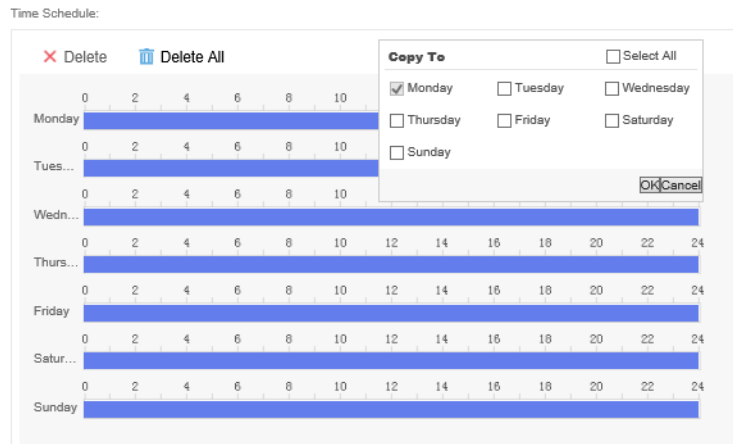 Time Schedule:
Delete Delete All
Copy To Select All
Monday Tuesday Wednesday
Thursday Friday Saturday
Sunday
OK Cancel
0 2 4 6 8 10
Monday
0 2 4 6 8 10
Tues...
0 2 4 6 8 10
Wedn...
0 2 4 6 8 10 12 14 16 18 20 22 24
Thurs...
0 2 4 6 8 10 12 14 16 18 20 22 24
Friday
0 2 4 6 8 10 12 14 16 18 20 22 24
Satur...
0 2 4 6 8 10 12 14 16 18 20 22 24
Sunday